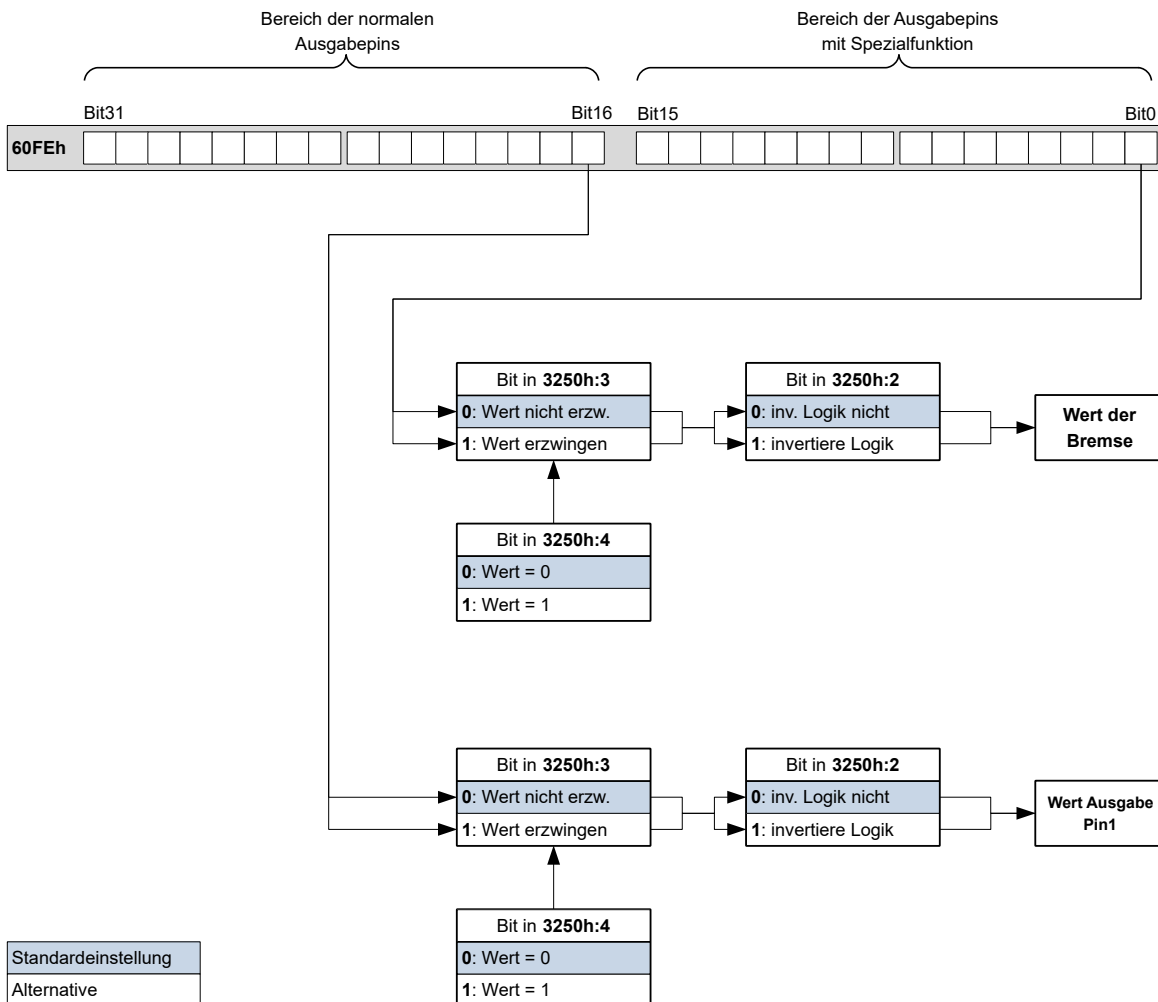 Bereich der normalen
Ausgabepins
Bereich der Ausgabepins
mit Spezialfunktion
Bit31
Bit16
Bit15
Bit0
60FEh
Bit in 3250h:3
0: Wert nicht erzw.
1: Wert erzwingen
Bit in 3250h:2
0: inv. Logik nicht
1: invertiere Logik
Wert der
Bremse
Bit in 3250h:4
0: Wert = 0
1: Wert = 1
Bit in 3250h:3
0: Wert nicht erzw.
1: Wert erzwingen
Bit in 3250h:2
0: inv. Logik nicht
1: invertiere Logik
Wert Ausgabe
Pin1
Bit in 3250h:4
0: Wert = 0
1: Wert = 1
Standardeinstellung
Alternative